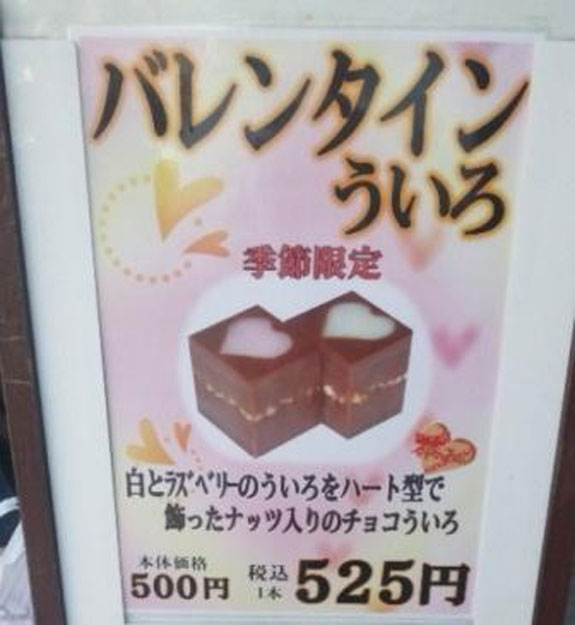 バレンタイン
ういろ
季節限定
白とﾗｽﾞﾍﾞﾘｰのういろをハート型で
飾ったナッツ入りのチョコういろ
本体価格
500円
税込
1本
525円